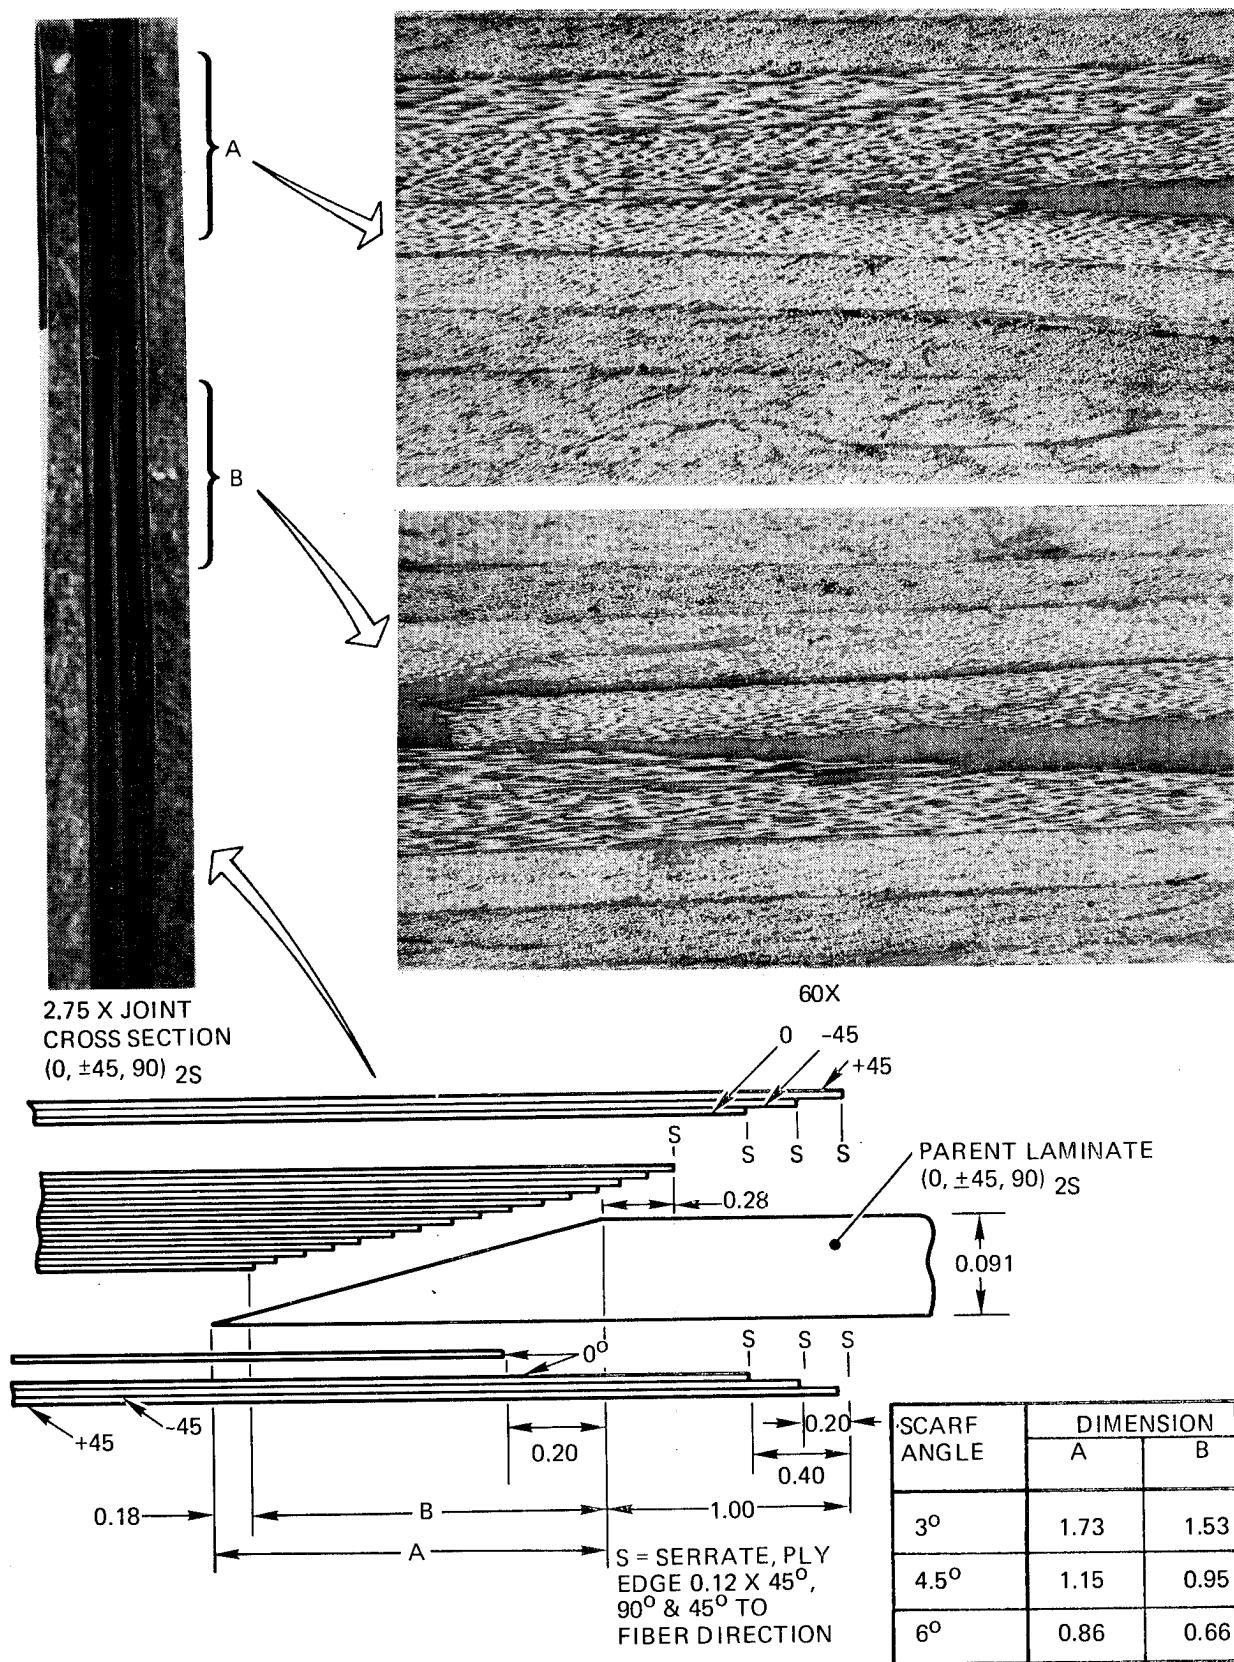 A
B
2.75 X JOINT
CROSS SECTION
(0, ±45, 90) 2S
60X
0
-45
+45
S
S
S
S
PARENT LAMINATE
(0, ±45, 90) 2S
0.28
0.091
S
S
S
0°
+45
-45
0.20
0.20
0.40
0.18
B
1.00
A
S = SERRATE, PLY
EDGE 0.12 X 45°,
90° & 45° TO
FIBER DIRECTION
SCARF ANGLE
DIMENSION
A B
3° 1.73 1.53
4.5° 1.15 0.95
6° 0.86 0.66